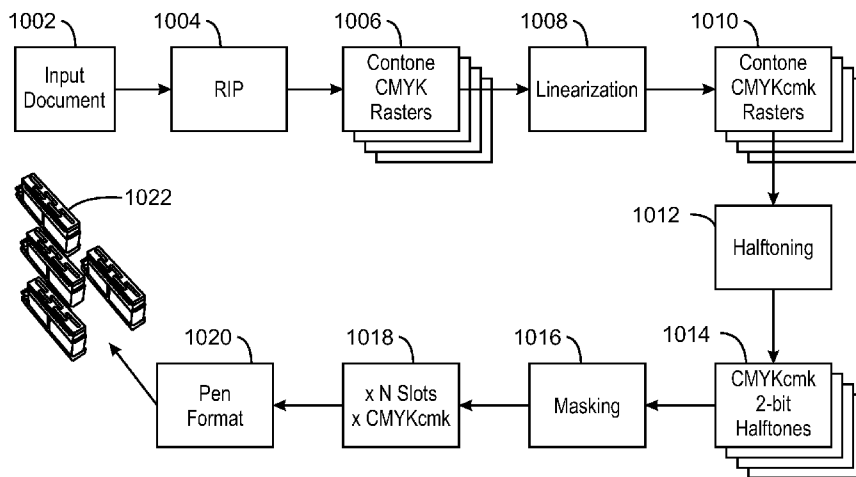 1002
1004
1006
1008
1010
Input
Document
RIP
Contone
CMYK
Rasters
Linearization
Contone
CMYKcmk
Rasters
1012
Halftoning
1014
CMYKcmk
2-bit
Halftones
1016
Masking
1018
x N Slots
x CMYKcmk
1020
Pen
Format
1022